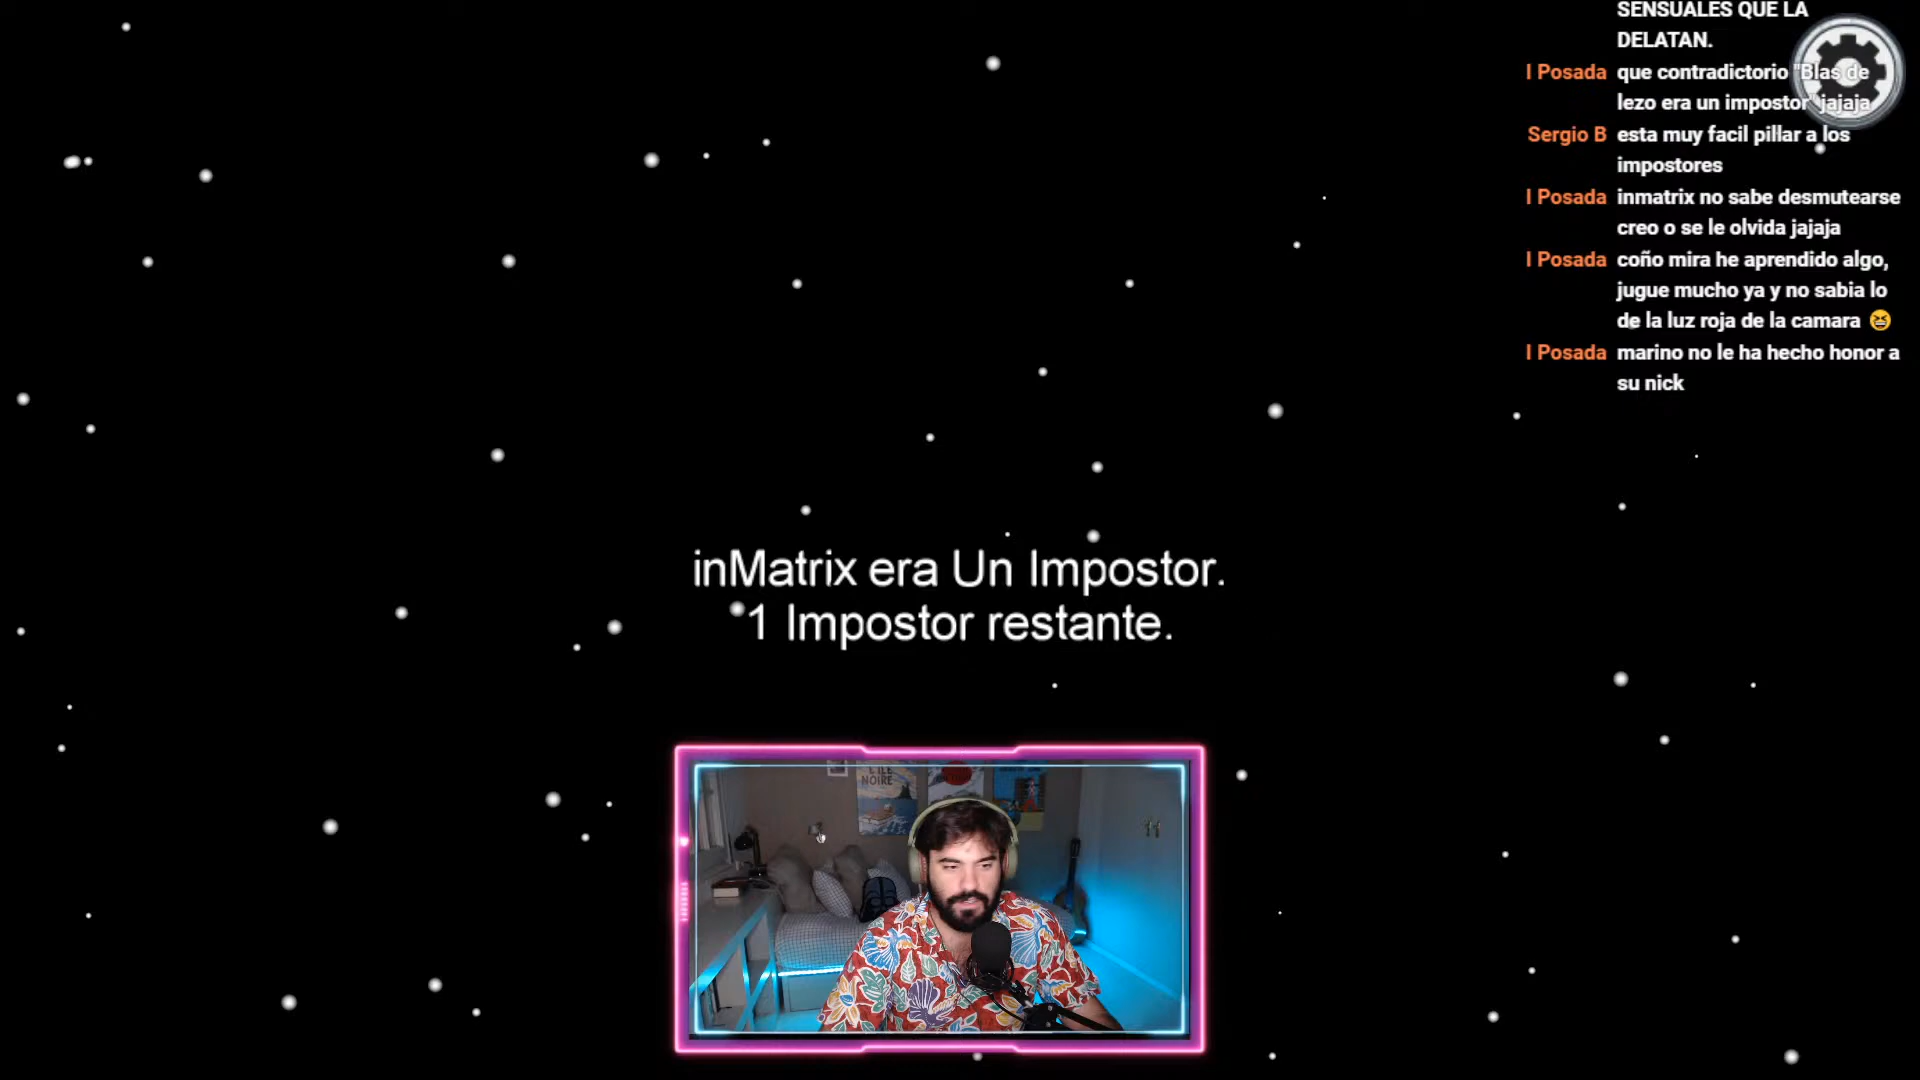 SENSUALES QUE LA
DELATAN.
I Posada que contradictorio "Blas de
lezo era un impostor" jajaja
Sergio B esta muy facil pillar a los
impostores
I Posada inmatrix no sabe desmutearse
creo o se le olvida jajaja
I Posada coño mira he aprendido algo,
jugue mucho ya y no sabia lo
de la luz roja de la camara 😆
I Posada marino no le ha hecho honor a
su nick
inMatrix era Un Impostor.
1 Impostor restante.
L'ILE
NOIRE